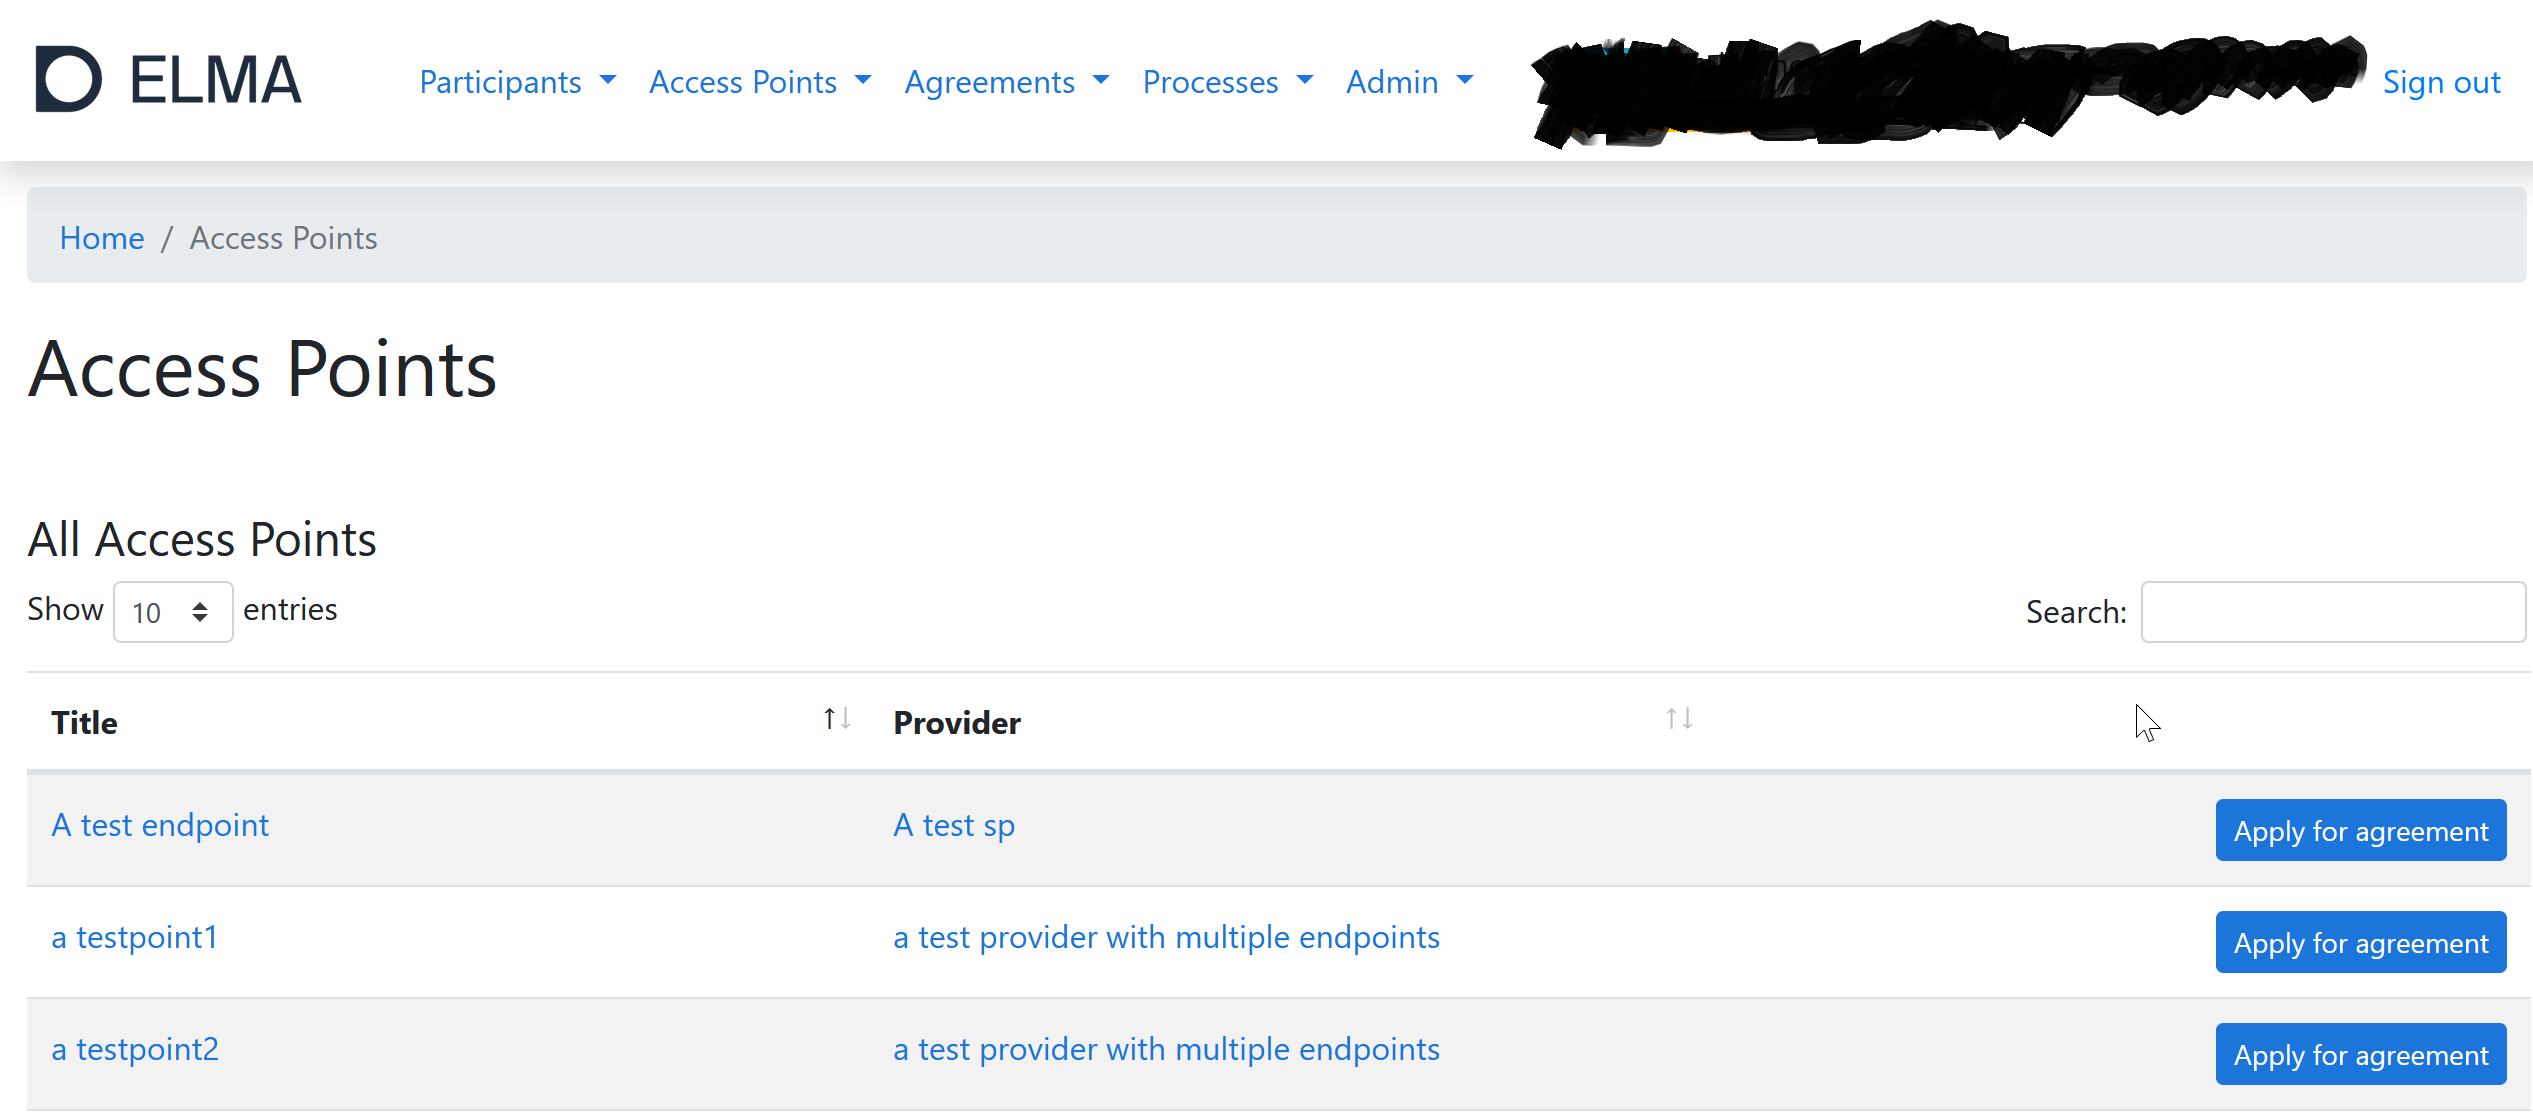 ELMA
Participants Access Points Agreements Processes Admin Sign out
Home / Access Points
Access Points
All Access Points
Show 10 entries Search:
Title Provider
A test endpoint A test sp Apply for agreement
a testpoint1 a test provider with multiple endpoints Apply for agreement
a testpoint2 a test provider with multiple endpoints Apply for agreement